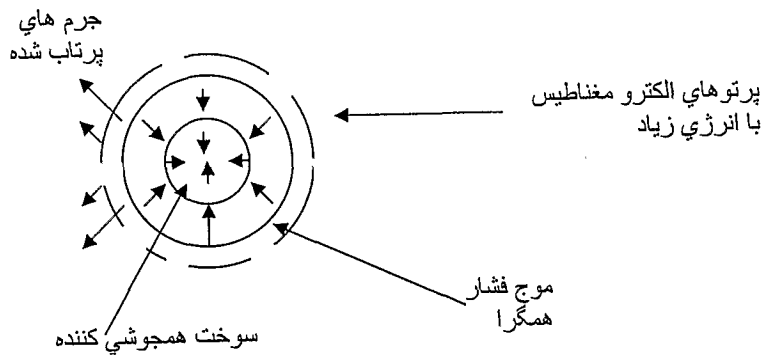 جرم هاي
پرتاب شده
پرتوهاي الكترو مغناطيس
با انرژي زياد
موج فشار
همگرا
سوخت همجوشي كننده